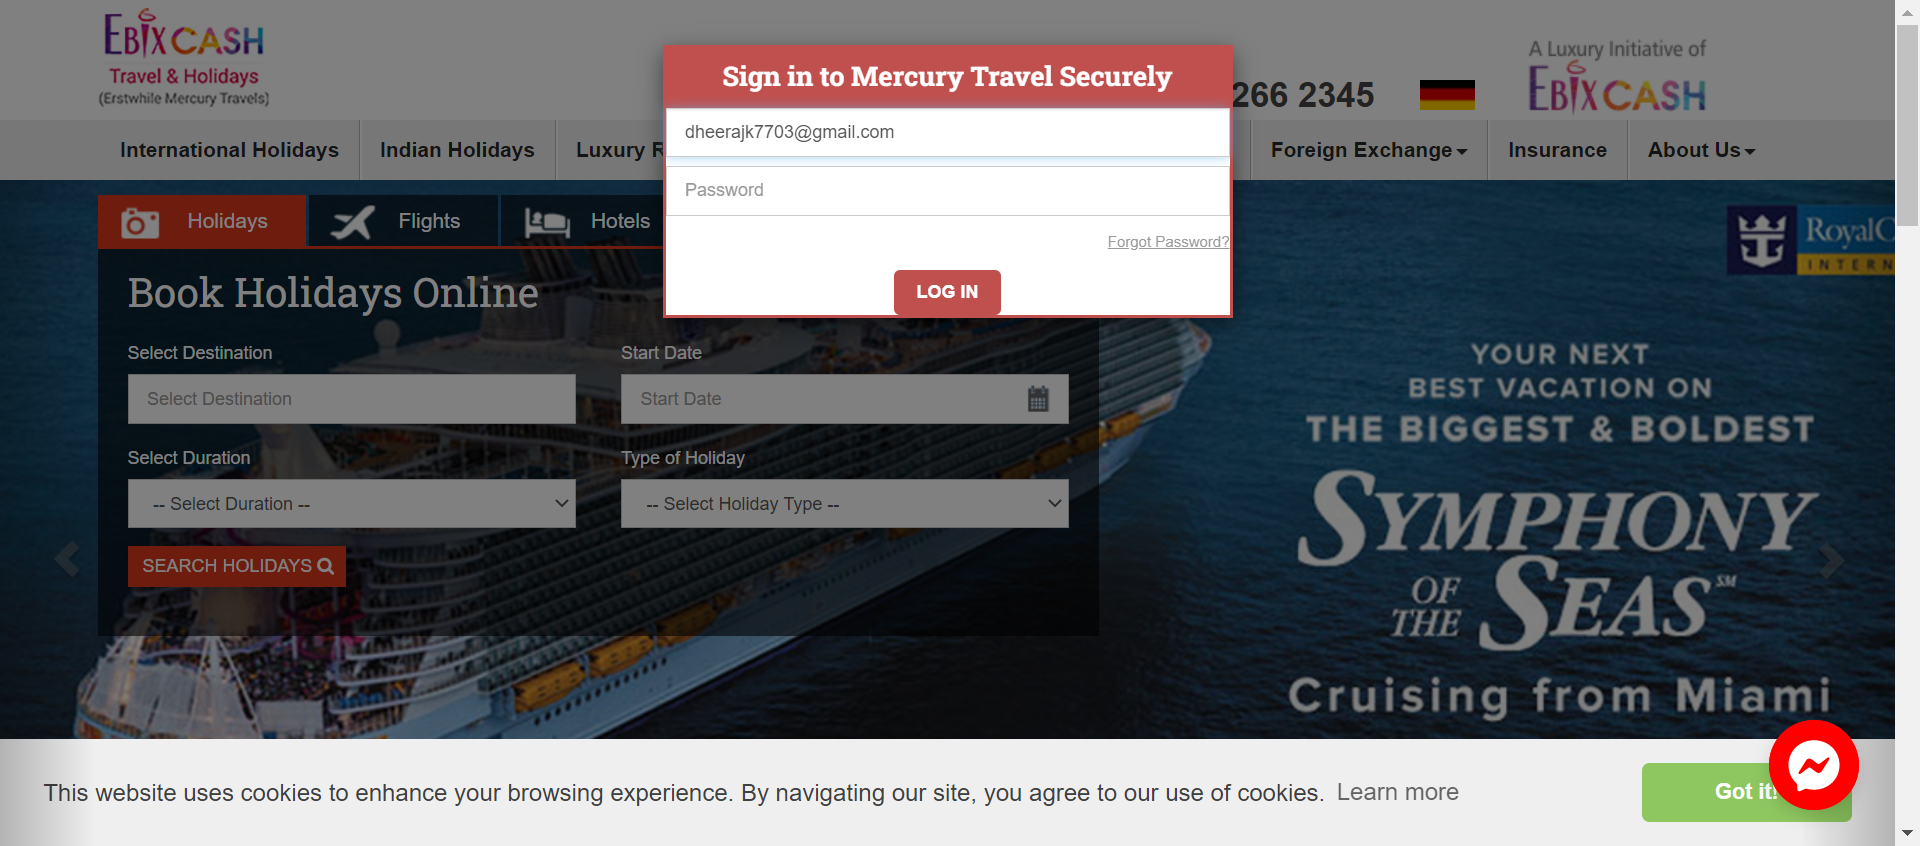 EBIXCASH
Travel & Holidays
(Erstwhile Mercury Travels)
266 2345
A Luxury Initiative of
EBIXCASH
International Holidays
Indian Holidays
Luxury
Foreign Exchange
Insurance
About Us
Sign in to Mercury Travel Securely
dheerajk7703@gmail.com
Password
Forgot Password?
LOG IN
Holidays
Flights
Hotels
Book Holidays Online
Select Destination
Start Date
Select Destination
Start Date
Select Duration
Type of Holiday
-- Select Duration --
-- Select Holiday Type --
SEARCH HOLIDAYS
RoyalC
INTERN
YOUR NEXT
BEST VACATION ON
THE BIGGEST & BOLDEST
SYMPHONY
OF THE SEAS℠
Cruising from Miami
This website uses cookies to enhance your browsing experience. By navigating our site, you agree to our use of cookies. Learn more
Got it!